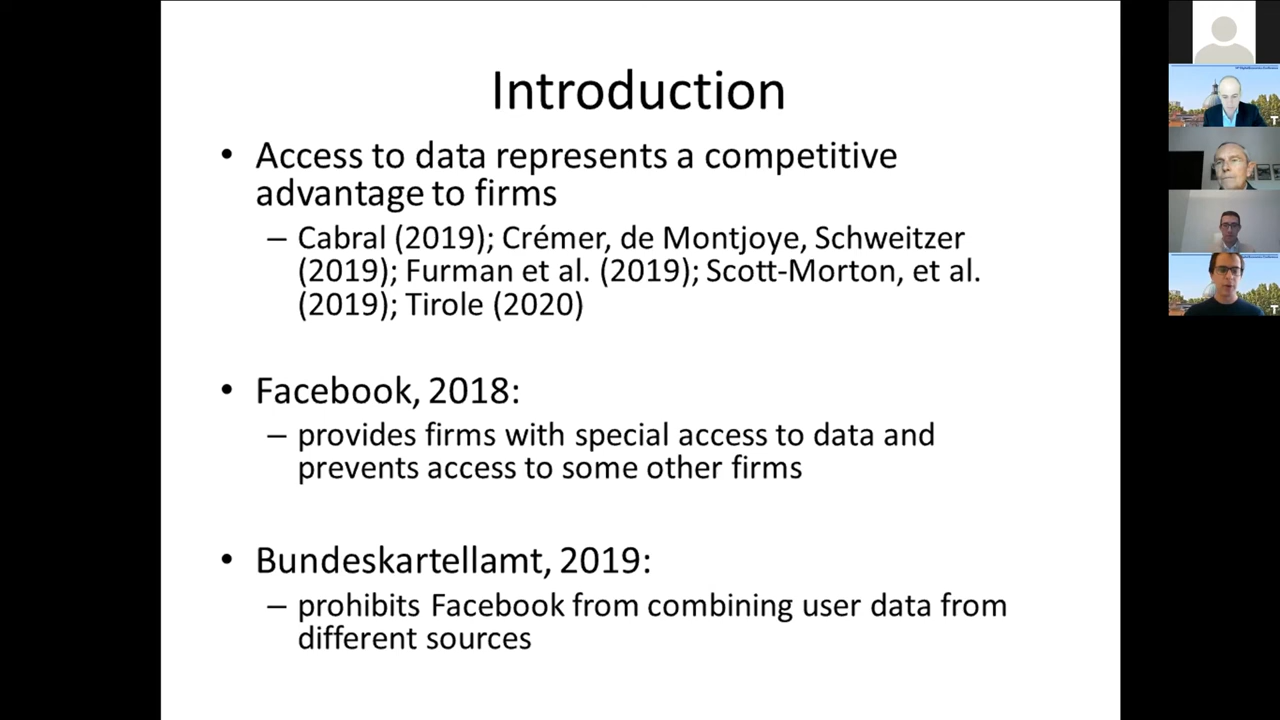 Introduction
• Access to data represents a competitive
advantage to firms
– Cabral (2019); Crémer, de Montjoye, Schweitzer
(2019); Furman et al. (2019); Scott-Morton, et al.
(2019); Tirole (2020)
• Facebook, 2018:
– provides firms with special access to data and
prevents access to some other firms
• Bundeskartellamt, 2019:
– prohibits Facebook from combining user data from
different sources
T
T